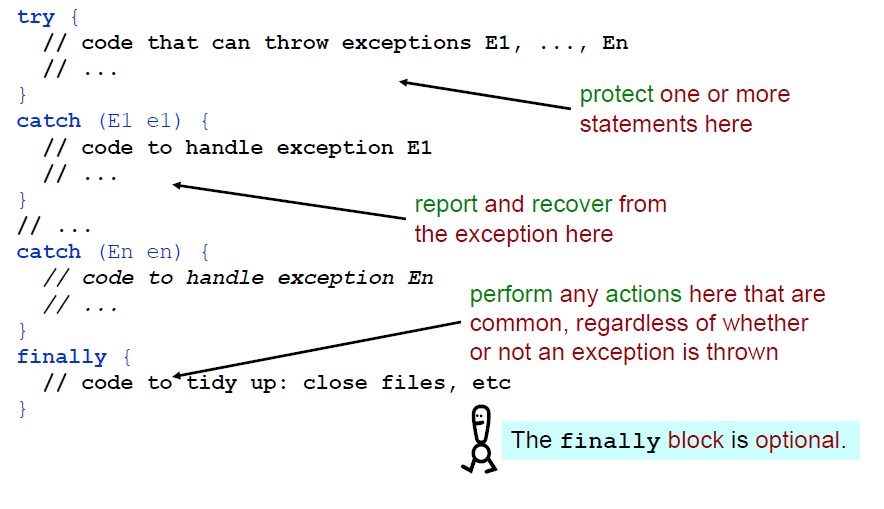 try {
// code that can throw exceptions E1, ..., En
// ...
}
protect one or more
statements here
catch (E1 e1) {
// code to handle exception E1
// ...
}
report and recover from
the exception here
// ...
catch (En en) {
// code to handle exception En
// ...
}
perform any actions here that are
common, regardless of whether
or not an exception is thrown
finally {
// code to tidy up: close files, etc
}
The finally block is optional.